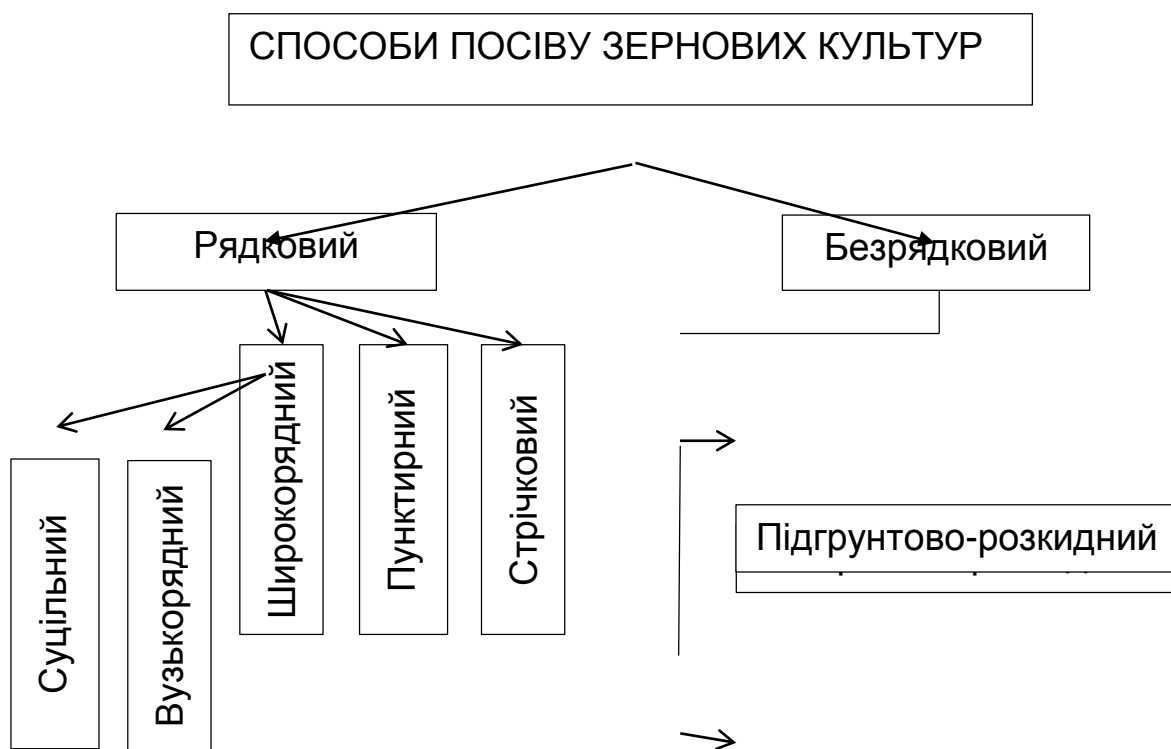 СПОСОБИ ПОСІВУ ЗЕРНОВИХ КУЛЬТУР
Рядковий
Безрядковий
Суцільний
Вузькорядний
Широкорядний
Пунктирний
Стрічковий
Підгрунтово-розкидний